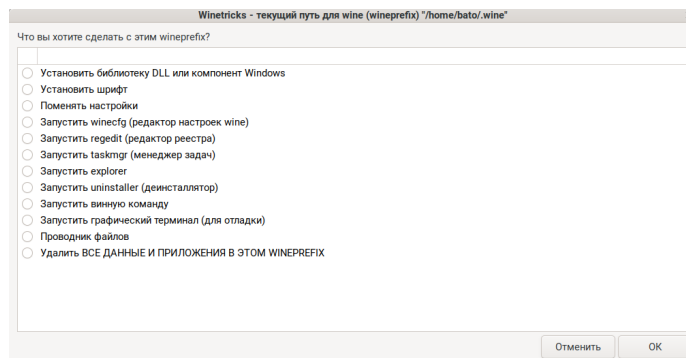 Winetricks - текущий путь для wine (wineprefix) "/home/bato/.wine"
Что вы хотите сделать с этим wineprefix?
Установить библиотеку DLL или компонент Windows
Установить шрифт
Поменять настройки
Запустить winecfg (редактор настроек wine)
Запустить regedit (редактор реестра)
Запустить taskmgr (менеджер задач)
Запустить explorer
Запустить uninstaller (деинсталлятор)
Запустить винную команду
Запустить графический терминал (для отладки)
Проводник файлов
Удалить ВСЕ ДАННЫЕ И ПРИЛОЖЕНИЯ В ЭТОМ WINEPREFIX
Отменить ОК